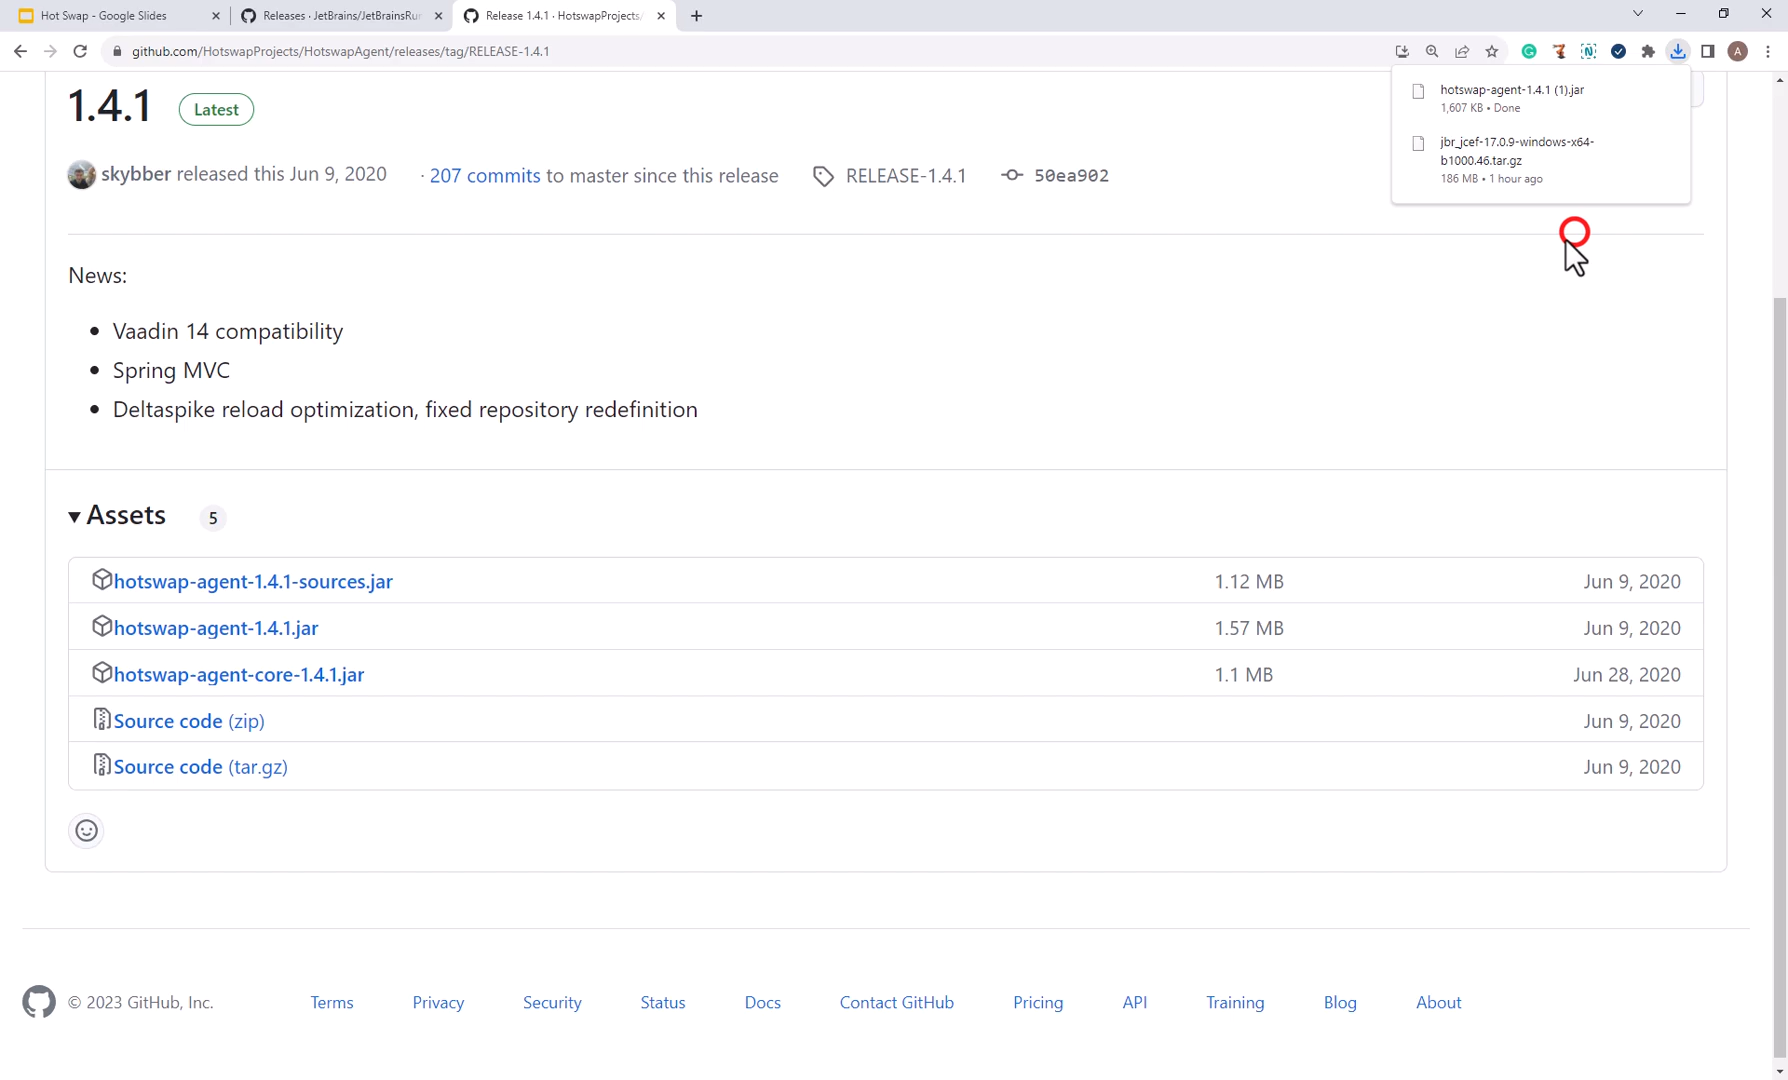 Hot Swap - Google Slides
Releases · JetBrains/JetBrainsRu
Release 1.4.1 · HotswapProjects/
github.com/HotswapProjects/HotswapAgent/releases/tag/RELEASE-1.4.1
A
hotswap-agent-1.4.1 (1).jar
1,607 KB • Done
jbr_jcef-17.0.9-windows-x64-
b1000.46.tar.gz
186 MB • 1 hour ago
1.4.1 Latest
skybber released this Jun 9, 2020 · 207 commits to master since this release RELEASE-1.4.1 50ea902
News:
• Vaadin 14 compatibility
• Spring MVC
• Deltaspike reload optimization, fixed repository redefinition
Assets 5
hotswap-agent-1.4.1-sources.jar 1.12 MB Jun 9, 2020
hotswap-agent-1.4.1.jar 1.57 MB Jun 9, 2020
hotswap-agent-core-1.4.1.jar 1.1 MB Jun 28, 2020
Source code (zip) Jun 9, 2020
Source code (tar.gz) Jun 9, 2020
© 2023 GitHub, Inc. Terms Privacy Security Status Docs Contact GitHub Pricing API Training Blog About